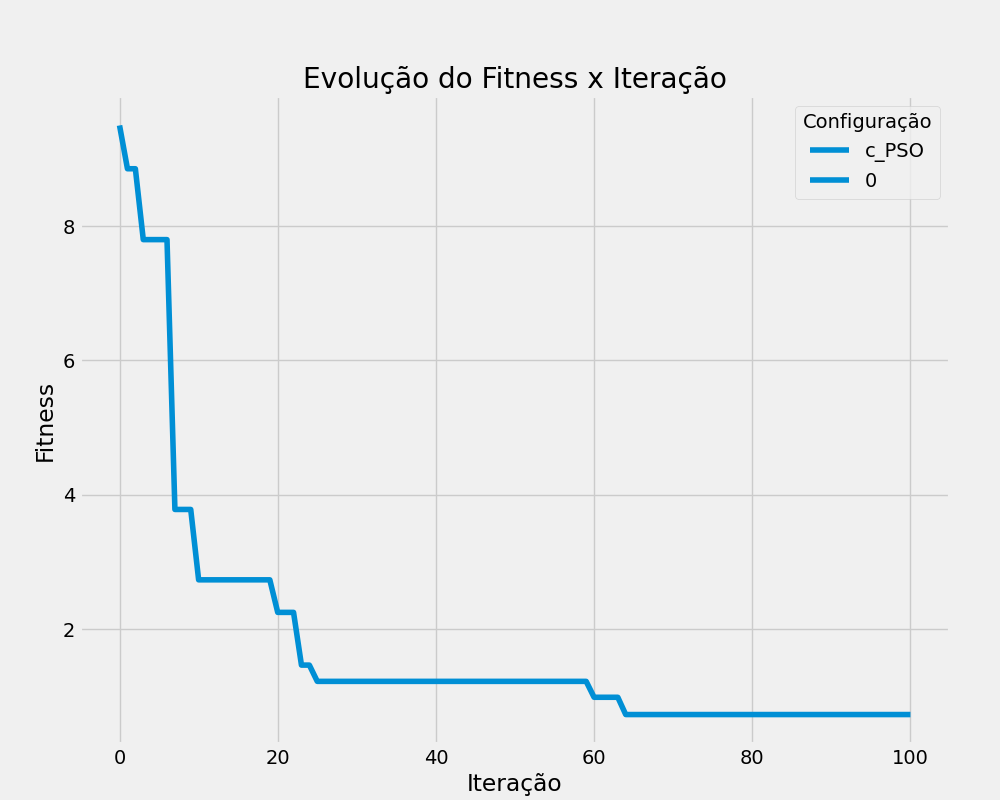 Evolução do Fitness x Iteração
Configuração
c_PSO
0
Fitness
8
6
4
2
0 20 40 60 80 100
Iteração